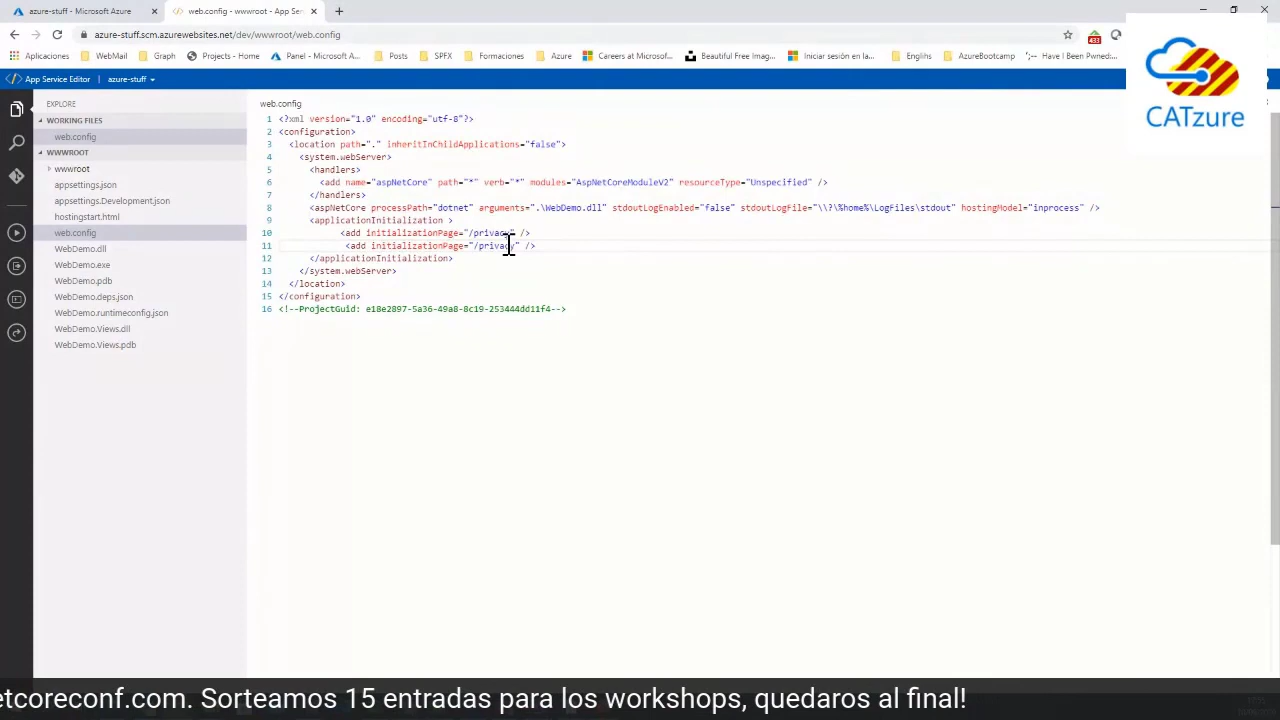 azure-stuff - Microsoft Azure
web.config - wwwroot - App Ser
azure-stuff.scm.azurewebsites.net/dev/wwwroot/web.config
Aplicaciones WebMail Graph Projects - Home Panel - Microsoft A... Posts SPFX Formaciones Azure Careers at Microsof... Beautiful Free Imag... Iniciar sesión en la... Englihs AzureBootcamp Have I Been Pwned:...
433
App Service Editor azure-stuff
CATzure
EXPLORE
WORKING FILES
web.config
WWWROOT
wwwroot
appsettings.json
appsettings.Development.json
hostingstart.html
web.config
WebDemo.dll
WebDemo.exe
WebDemo.pdb
WebDemo.deps.json
WebDemo.runtimeconfig.json
WebDemo.Views.dll
WebDemo.Views.pdb
web.config
1 <?xml version="1.0" encoding="utf-8"?>
2 <configuration>
3 <location path="." inheritInChildApplications="false">
4 <system.webServer>
5 <handlers>
6 <add name="aspNetCore" path="*" verb="*" modules="AspNetCoreModuleV2" resourceType="Unspecified" />
7 </handlers>
8 <aspNetCore processPath="dotnet" arguments=".\WebDemo.dll" stdoutLogEnabled="false" stdoutLogFile="\\?\%home%\LogFiles\stdout" hostingModel="inprocess" />
9 <applicationInitialization >
10 <add initializationPage="/privacy" />
11 <add initializationPage="/privacy" />
12 </applicationInitialization>
13 </system.webServer>
14 </location>
15 </configuration>
16 <!--ProjectGuid: e18e2897-5a36-49a8-8c19-253444dd11f4-->
etcoreconf.com. Sorteamos 15 entradas para los workshops, quedaros al final!